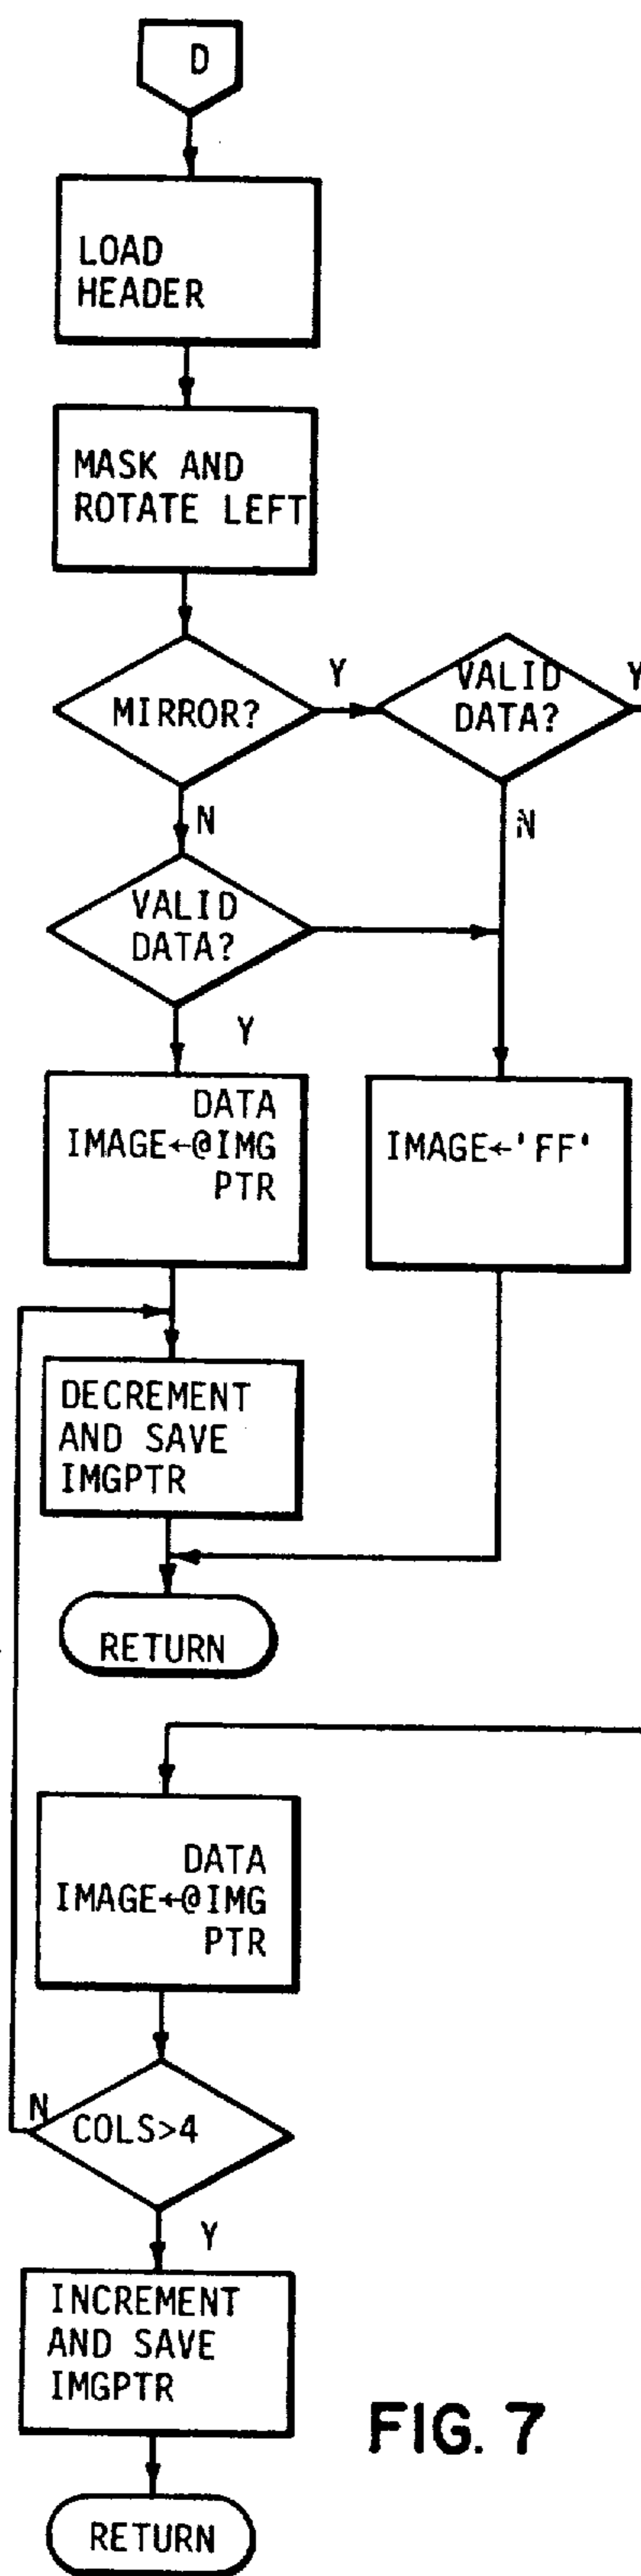 D
LOAD
HEADER
MASK AND
ROTATE LEFT
MIRROR?
Y
VALID
DATA?
Y
N
N
VALID
DATA?
Y
DATA
IMAGE←@IMG
PTR
IMAGE←'FF'
DECREMENT
AND SAVE
IMGPTR
RETURN
DATA
IMAGE←@IMG
PTR
N
COLS>4
Y
INCREMENT
AND SAVE
IMGPTR
FIG. 7
RETURN